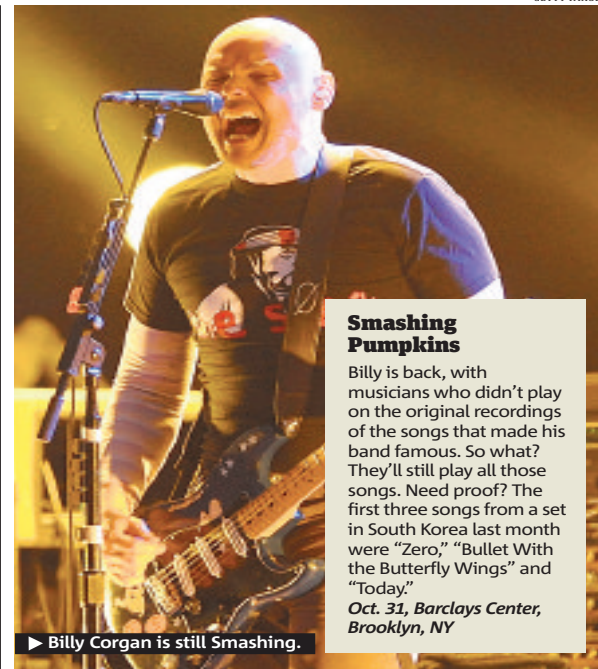 Smashing
Pumpkins
Billy is back, with
musicians who didn’t play
on the original recordings
of the songs that made his
band famous. So what?
They’ll still play all those
songs. Need proof? The
first three songs from a set
in South Korea last month
were “Zero,” “Bullet With
the Butterfly Wings” and
“Today.”
Oct. 31, Barclays Center,
Brooklyn, NY
▶ Billy Corgan is still Smashing.